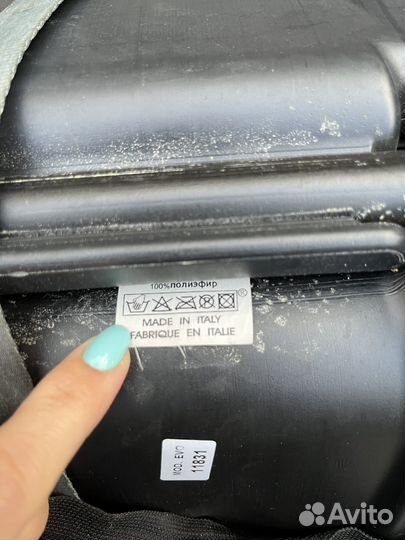 100%полиэфир
®
MADE IN ITALY
FABRIQUE EN ITALIE
MOD. EVO
11831
Avito